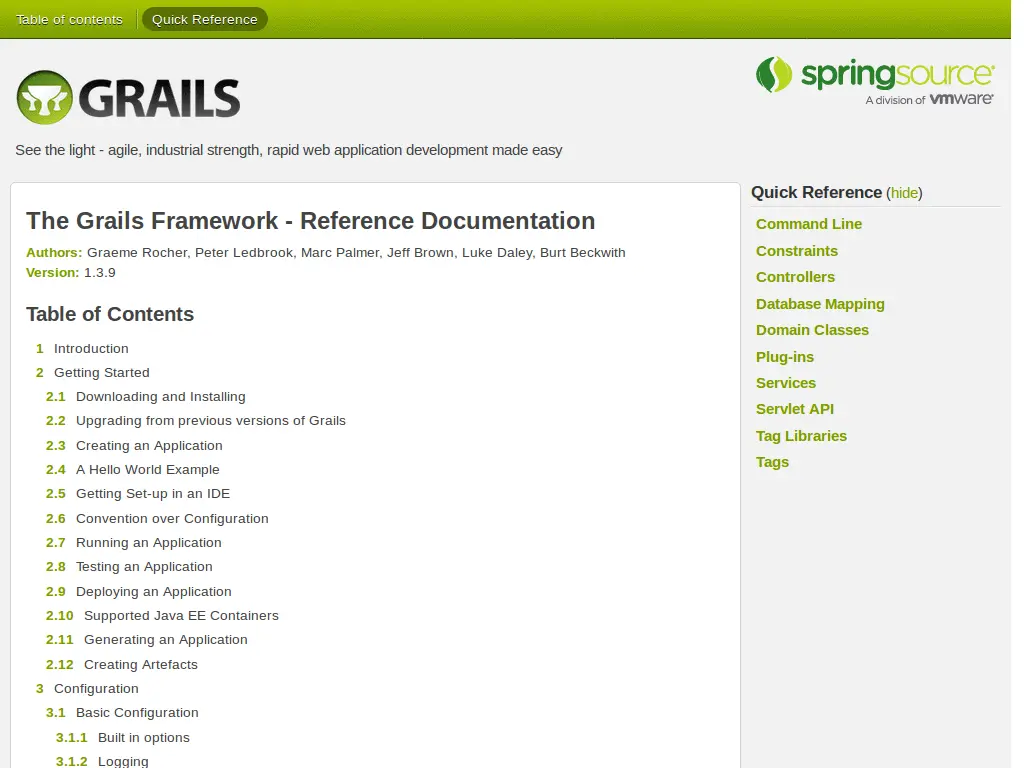 Table of contents
Quick Reference
GRAILS
springsource
A division of vmware
See the light - agile, industrial strength, rapid web application development made easy
The Grails Framework - Reference Documentation
Authors: Graeme Rocher, Peter Ledbrook, Marc Palmer, Jeff Brown, Luke Daley, Burt Beckwith
Version: 1.3.9
Table of Contents
1 Introduction
2 Getting Started
2.1 Downloading and Installing
2.2 Upgrading from previous versions of Grails
2.3 Creating an Application
2.4 A Hello World Example
2.5 Getting Set-up in an IDE
2.6 Convention over Configuration
2.7 Running an Application
2.8 Testing an Application
2.9 Deploying an Application
2.10 Supported Java EE Containers
2.11 Generating an Application
2.12 Creating Artefacts
3 Configuration
3.1 Basic Configuration
3.1.1 Built in options
3.1.2 Logging
Quick Reference (hide)
Command Line
Constraints
Controllers
Database Mapping
Domain Classes
Plug-ins
Services
Servlet API
Tag Libraries
Tags